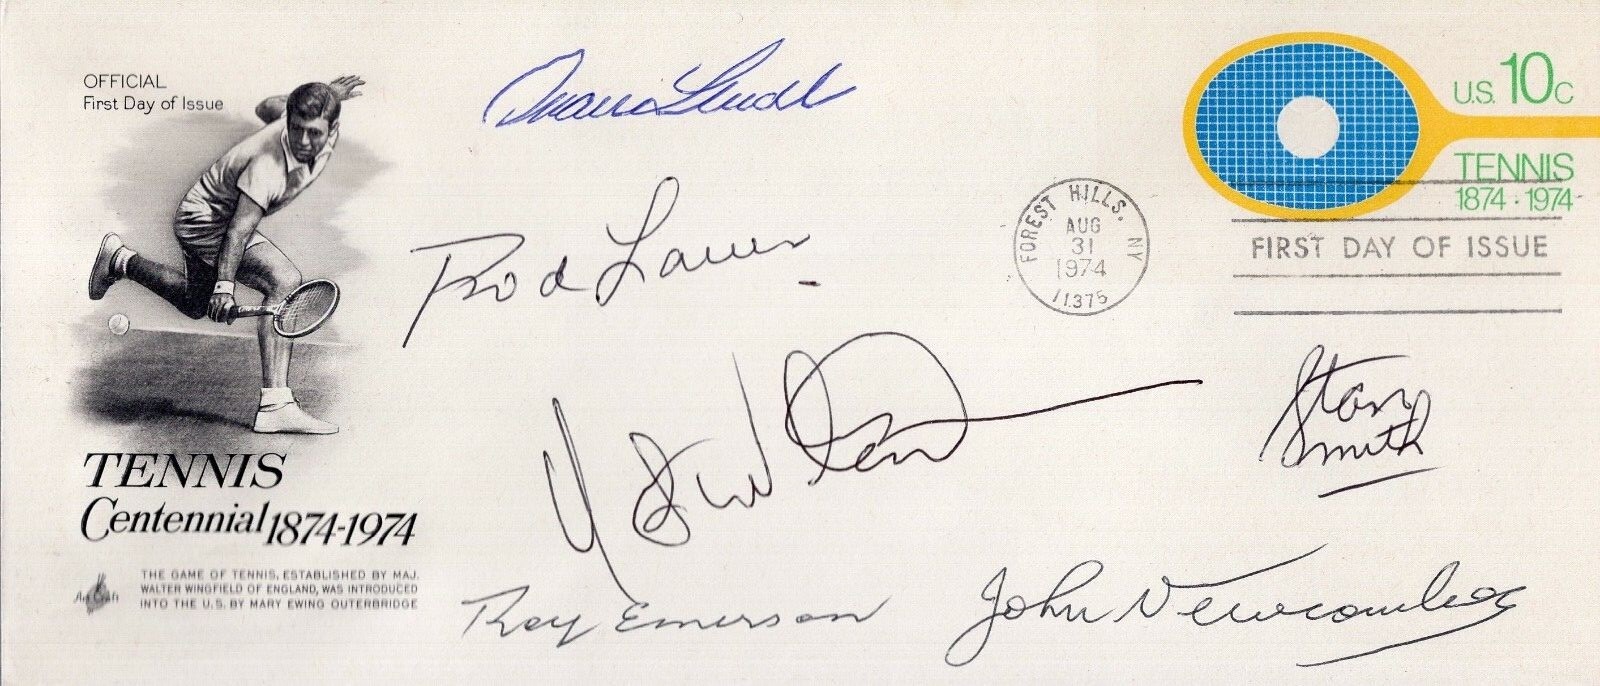 OFFICIAL
First Day of Issue
Rod Laver
Roy Emerson
John Newcombe
Stan
Smith
U.S. 10c
TENNIS
1874 · 1974
FOREST HILLS, NY
AUG
31
1974
11375
FIRST DAY OF ISSUE
TENNIS
Centennial 1874-1974
ArtCraft
THE GAME OF TENNIS, ESTABLISHED BY MAJ.
WALTER WINGFIELD OF ENGLAND, WAS INTRODUCED
INTO THE U.S. BY MARY EWING OUTERBRIDGE